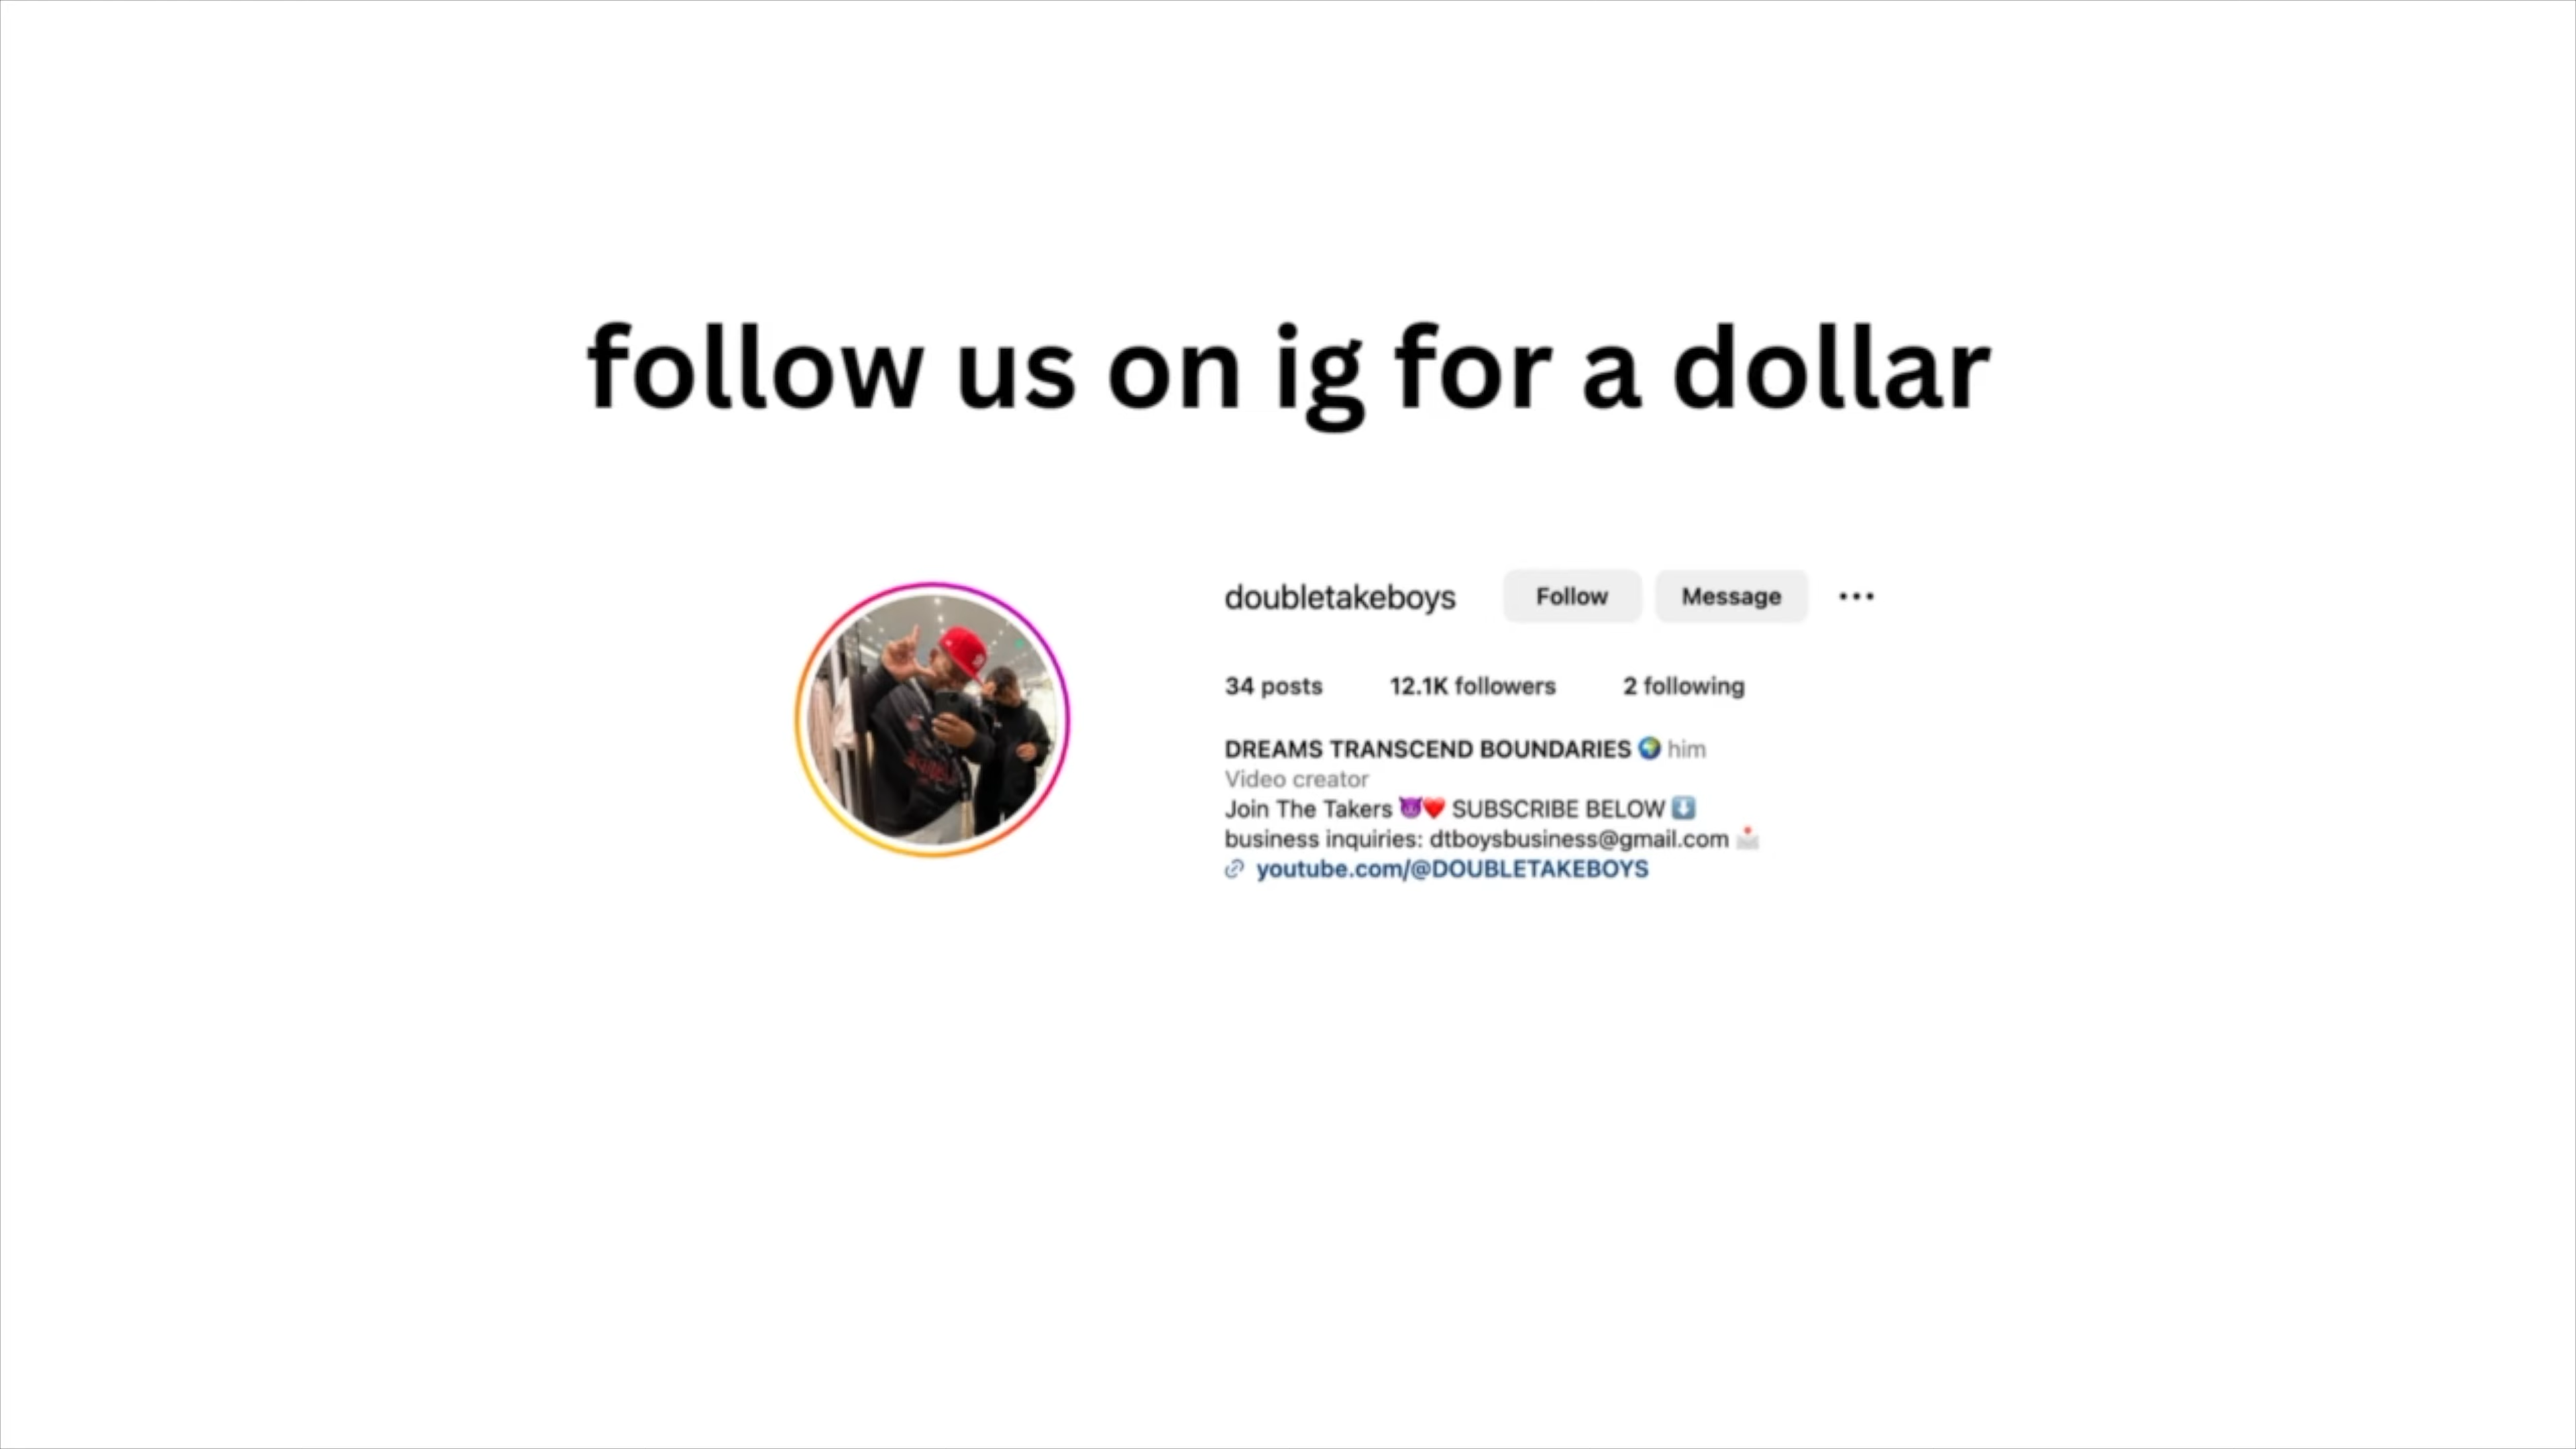 follow us on ig for a dollar
doubletakeboys Follow Message •••
34 posts 12.1K followers 2 following
DREAMS TRANSCEND BOUNDARIES 🌍 him
Video creator
Join The Takers 😈❤️ SUBSCRIBE BELOW ⬇️
business inquiries: dtboysbusiness@gmail.com 📩
youtube.com/@DOUBLETAKEBOYS